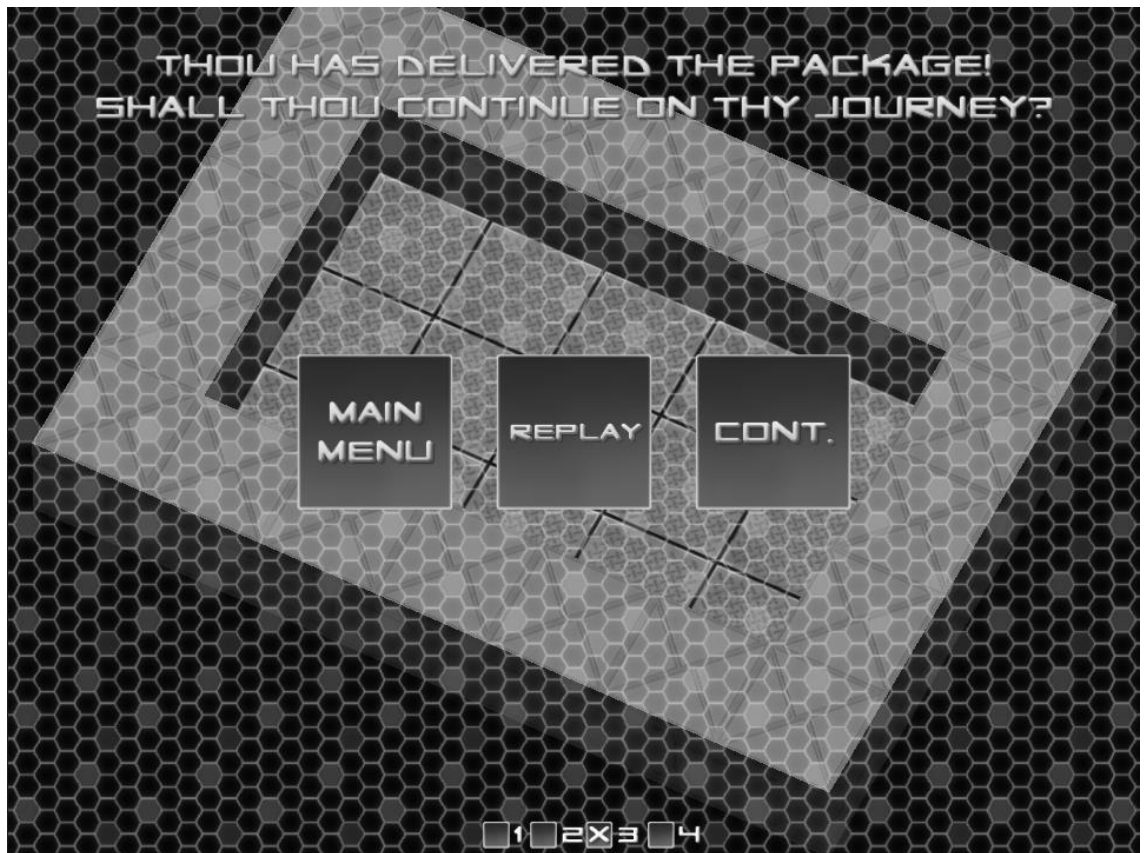 THOU HAS DELIVERED THE PACKAGE!
SHALL THOU CONTINUE ON THY JOURNEY?
MAIN
MENU
REPLAY
CONT.
1 2 X 3 4